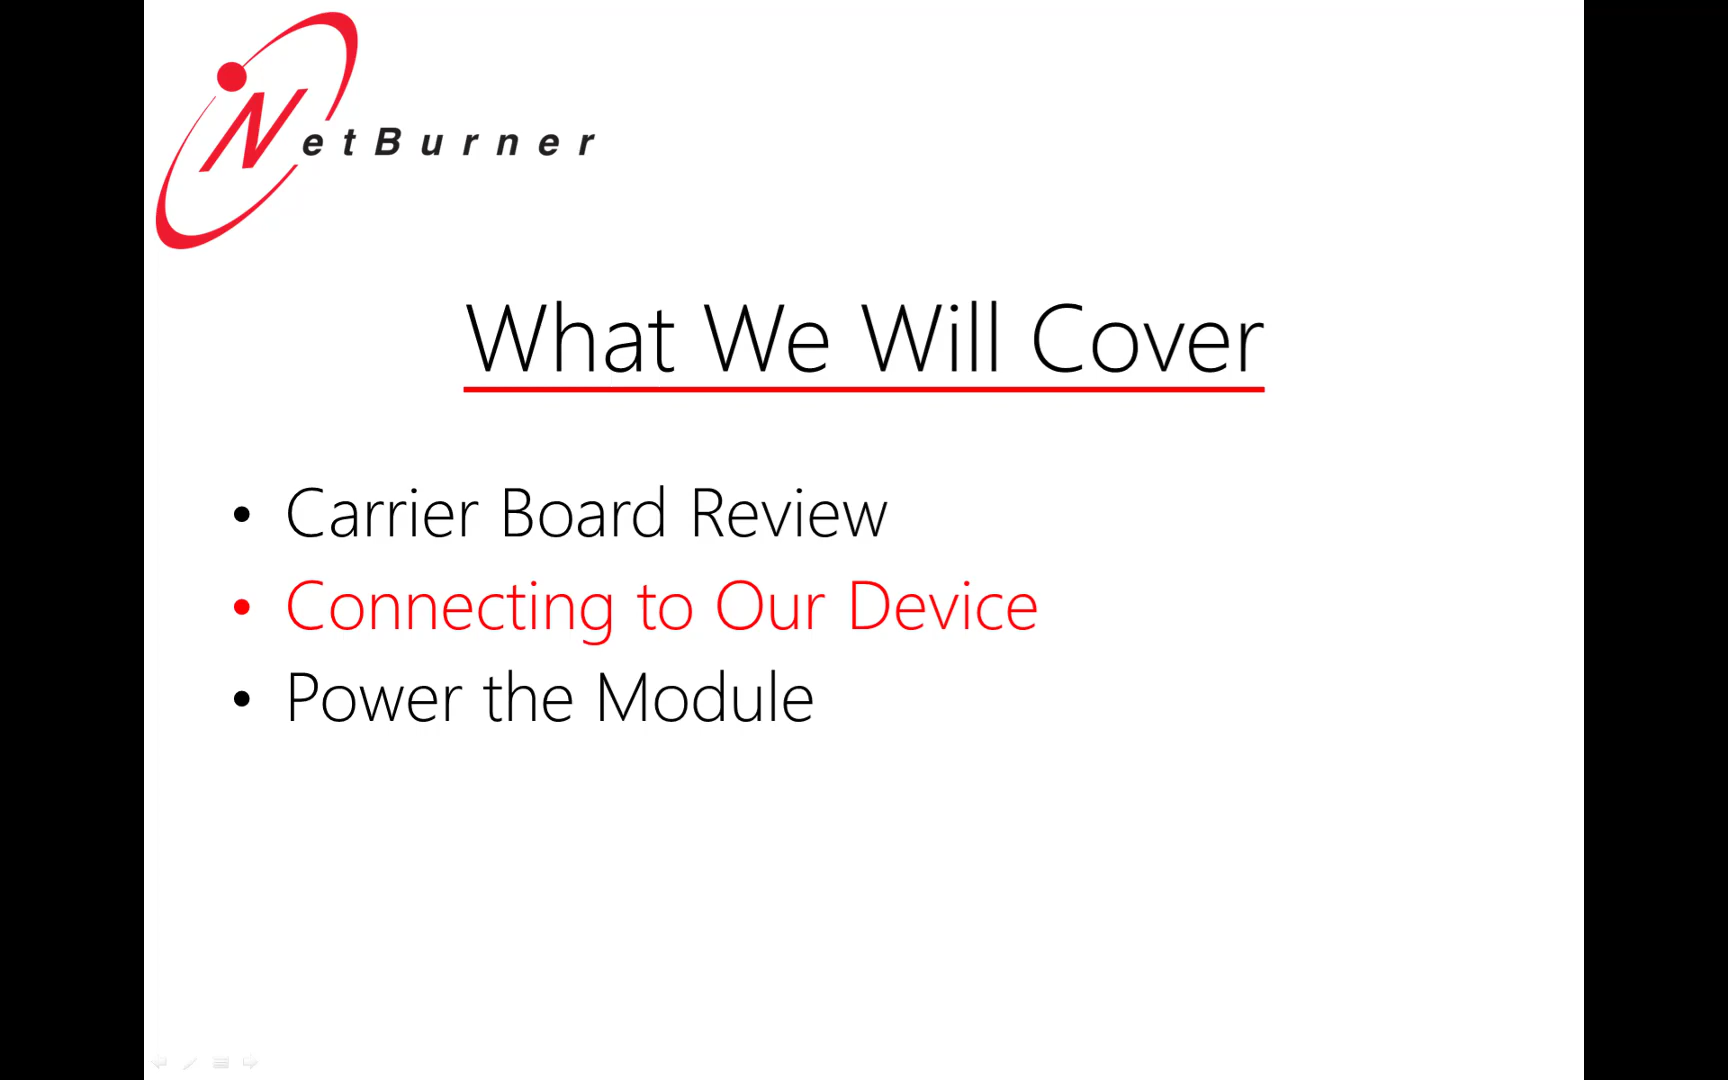 NetBurner
What We Will Cover
• Carrier Board Review
• Connecting to Our Device
• Power the Module